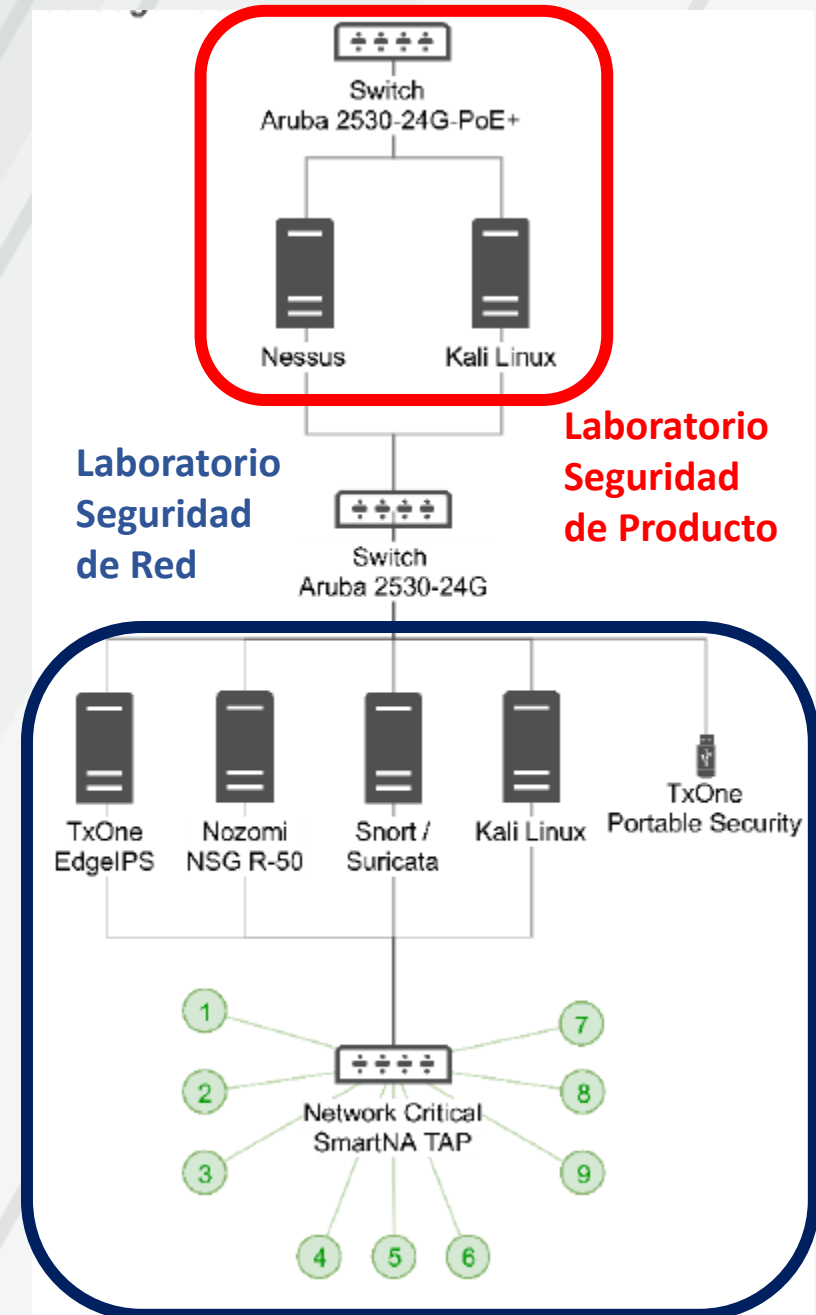 Switch
Aruba 2530-24G-PoE+
Nessus
Kali Linux
Laboratorio
Seguridad
de Producto
Laboratorio
Seguridad
de Red
Switch
Aruba 2530-24G
TxOne
EdgeIPS
Nozomi
NSG R-50
Snort /
Suricata
Kali Linux
TxOne
Portable Security
1
2
3
4
5
6
7
8
9
Network Critical
SmartNA TAP